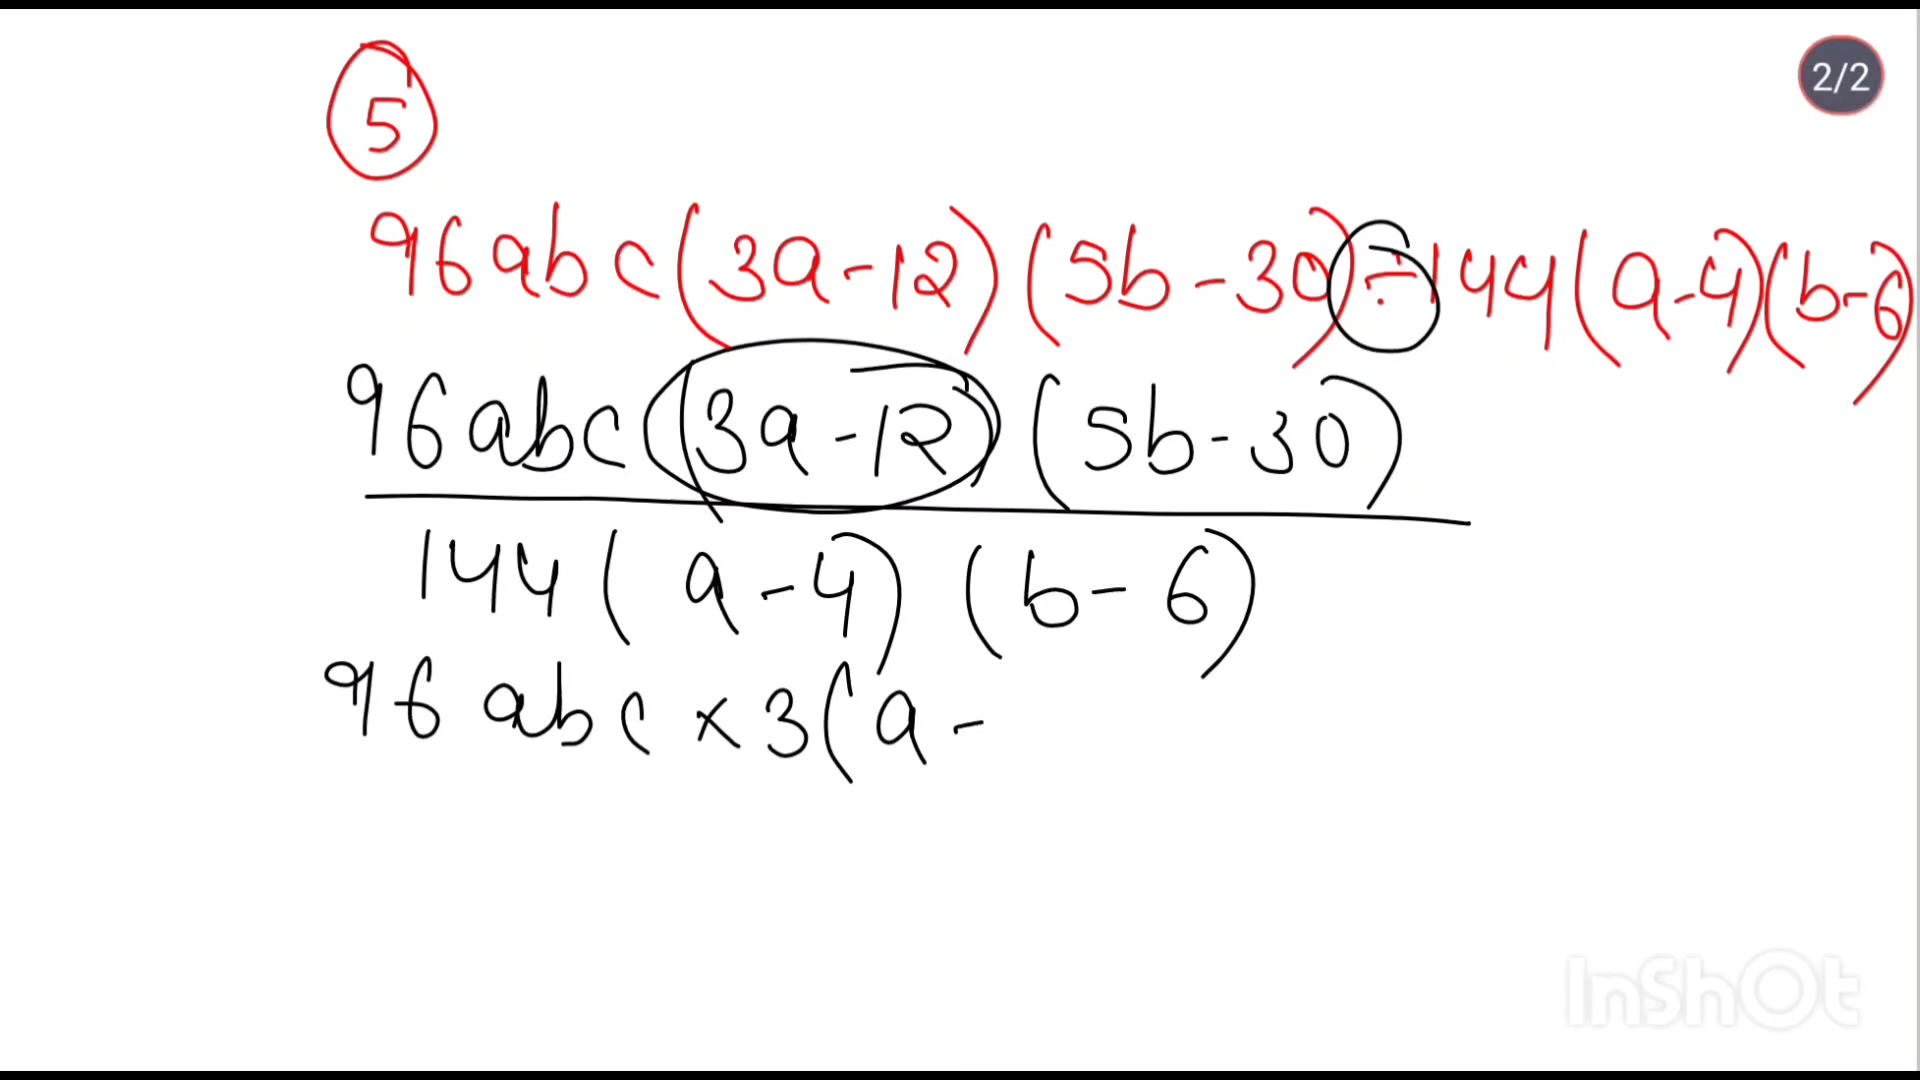 5
2/2
96abc(3a-12)(5b-30)÷144(a-4)(b-6)
96abc(3a-12)(5b-30)
144(a-4)(b-6)
96abc×3(a-
InShOt